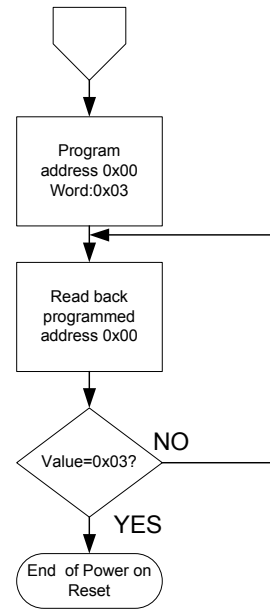 Program
address 0x00
Word:0x03
Read back
programmed
address 0x00
Value=0x03?
NO
YES
End of Power on
Reset